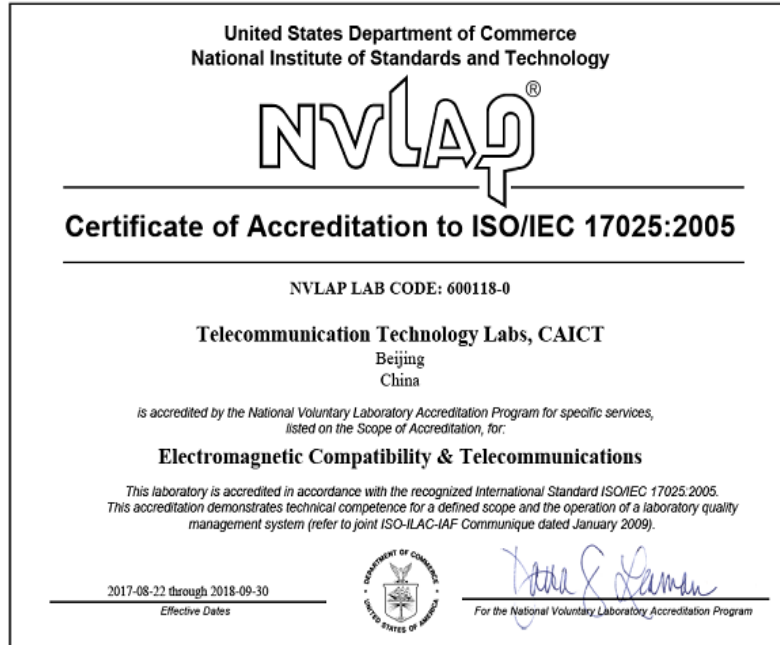 United States Department of Commerce
National Institute of Standards and Technology
NVLAP®
Certificate of Accreditation to ISO/IEC 17025:2005
NVLAP LAB CODE: 600118-0
Telecommunication Technology Labs, CAICT
Beijing
China
is accredited by the National Voluntary Laboratory Accreditation Program for specific services,
listed on the Scope of Accreditation, for:
Electromagnetic Compatibility & Telecommunications
This laboratory is accredited in accordance with the recognized International Standard ISO/IEC 17025:2005.
This accreditation demonstrates technical competence for a defined scope and the operation of a laboratory quality
management system (refer to joint ISO-ILAC-IAF Communique dated January 2009).
2017-08-22 through 2018-09-30
Effective Dates
DEPARTMENT OF COMMERCE
UNITED STATES OF AMERICA
For the National Voluntary Laboratory Accreditation Program